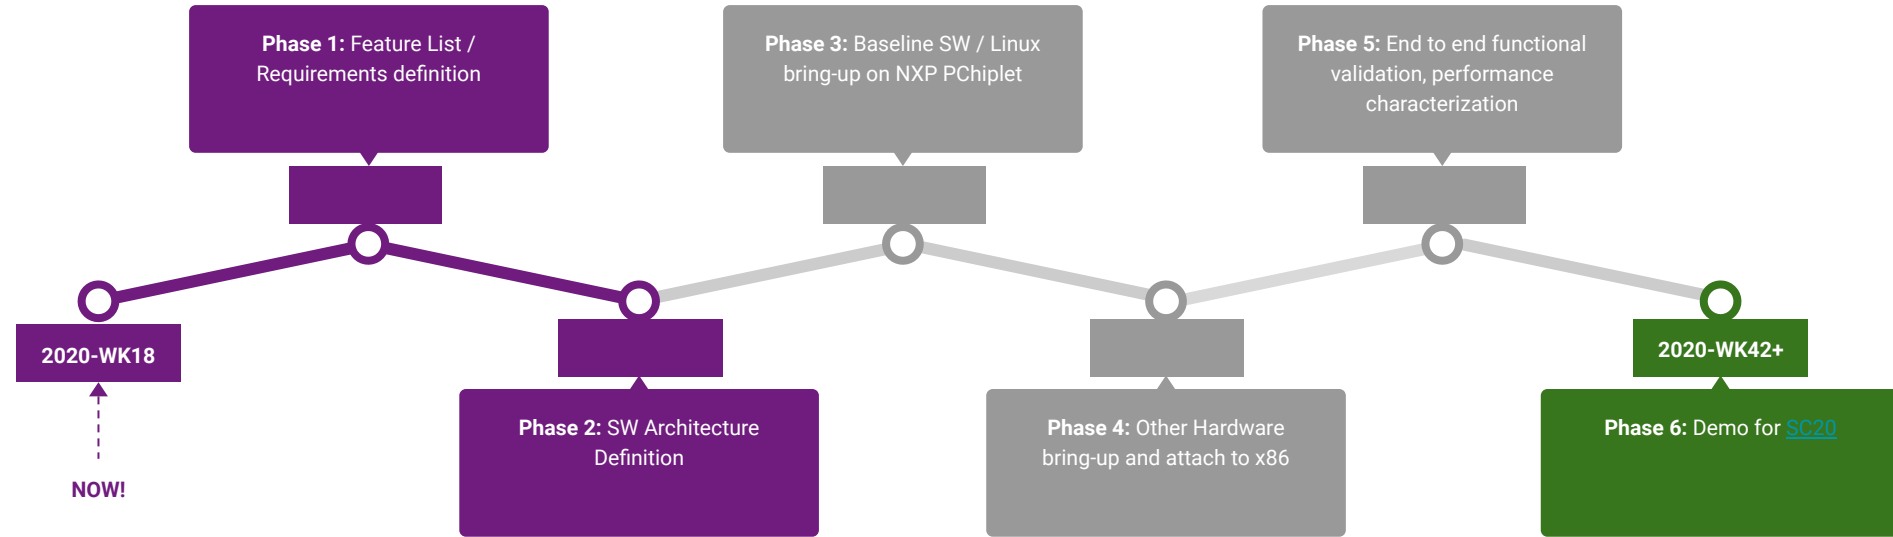 Phase 1: Feature List /
Requirements definition
Phase 3: Baseline SW / Linux
bring-up on NXP PChiplet
Phase 5: End to end functional
validation, performance
characterization
2020-WK18
NOW!
Phase 2: SW Architecture
Definition
Phase 4: Other Hardware
bring-up and attach to x86
2020-WK42+
Phase 6: Demo for SC20